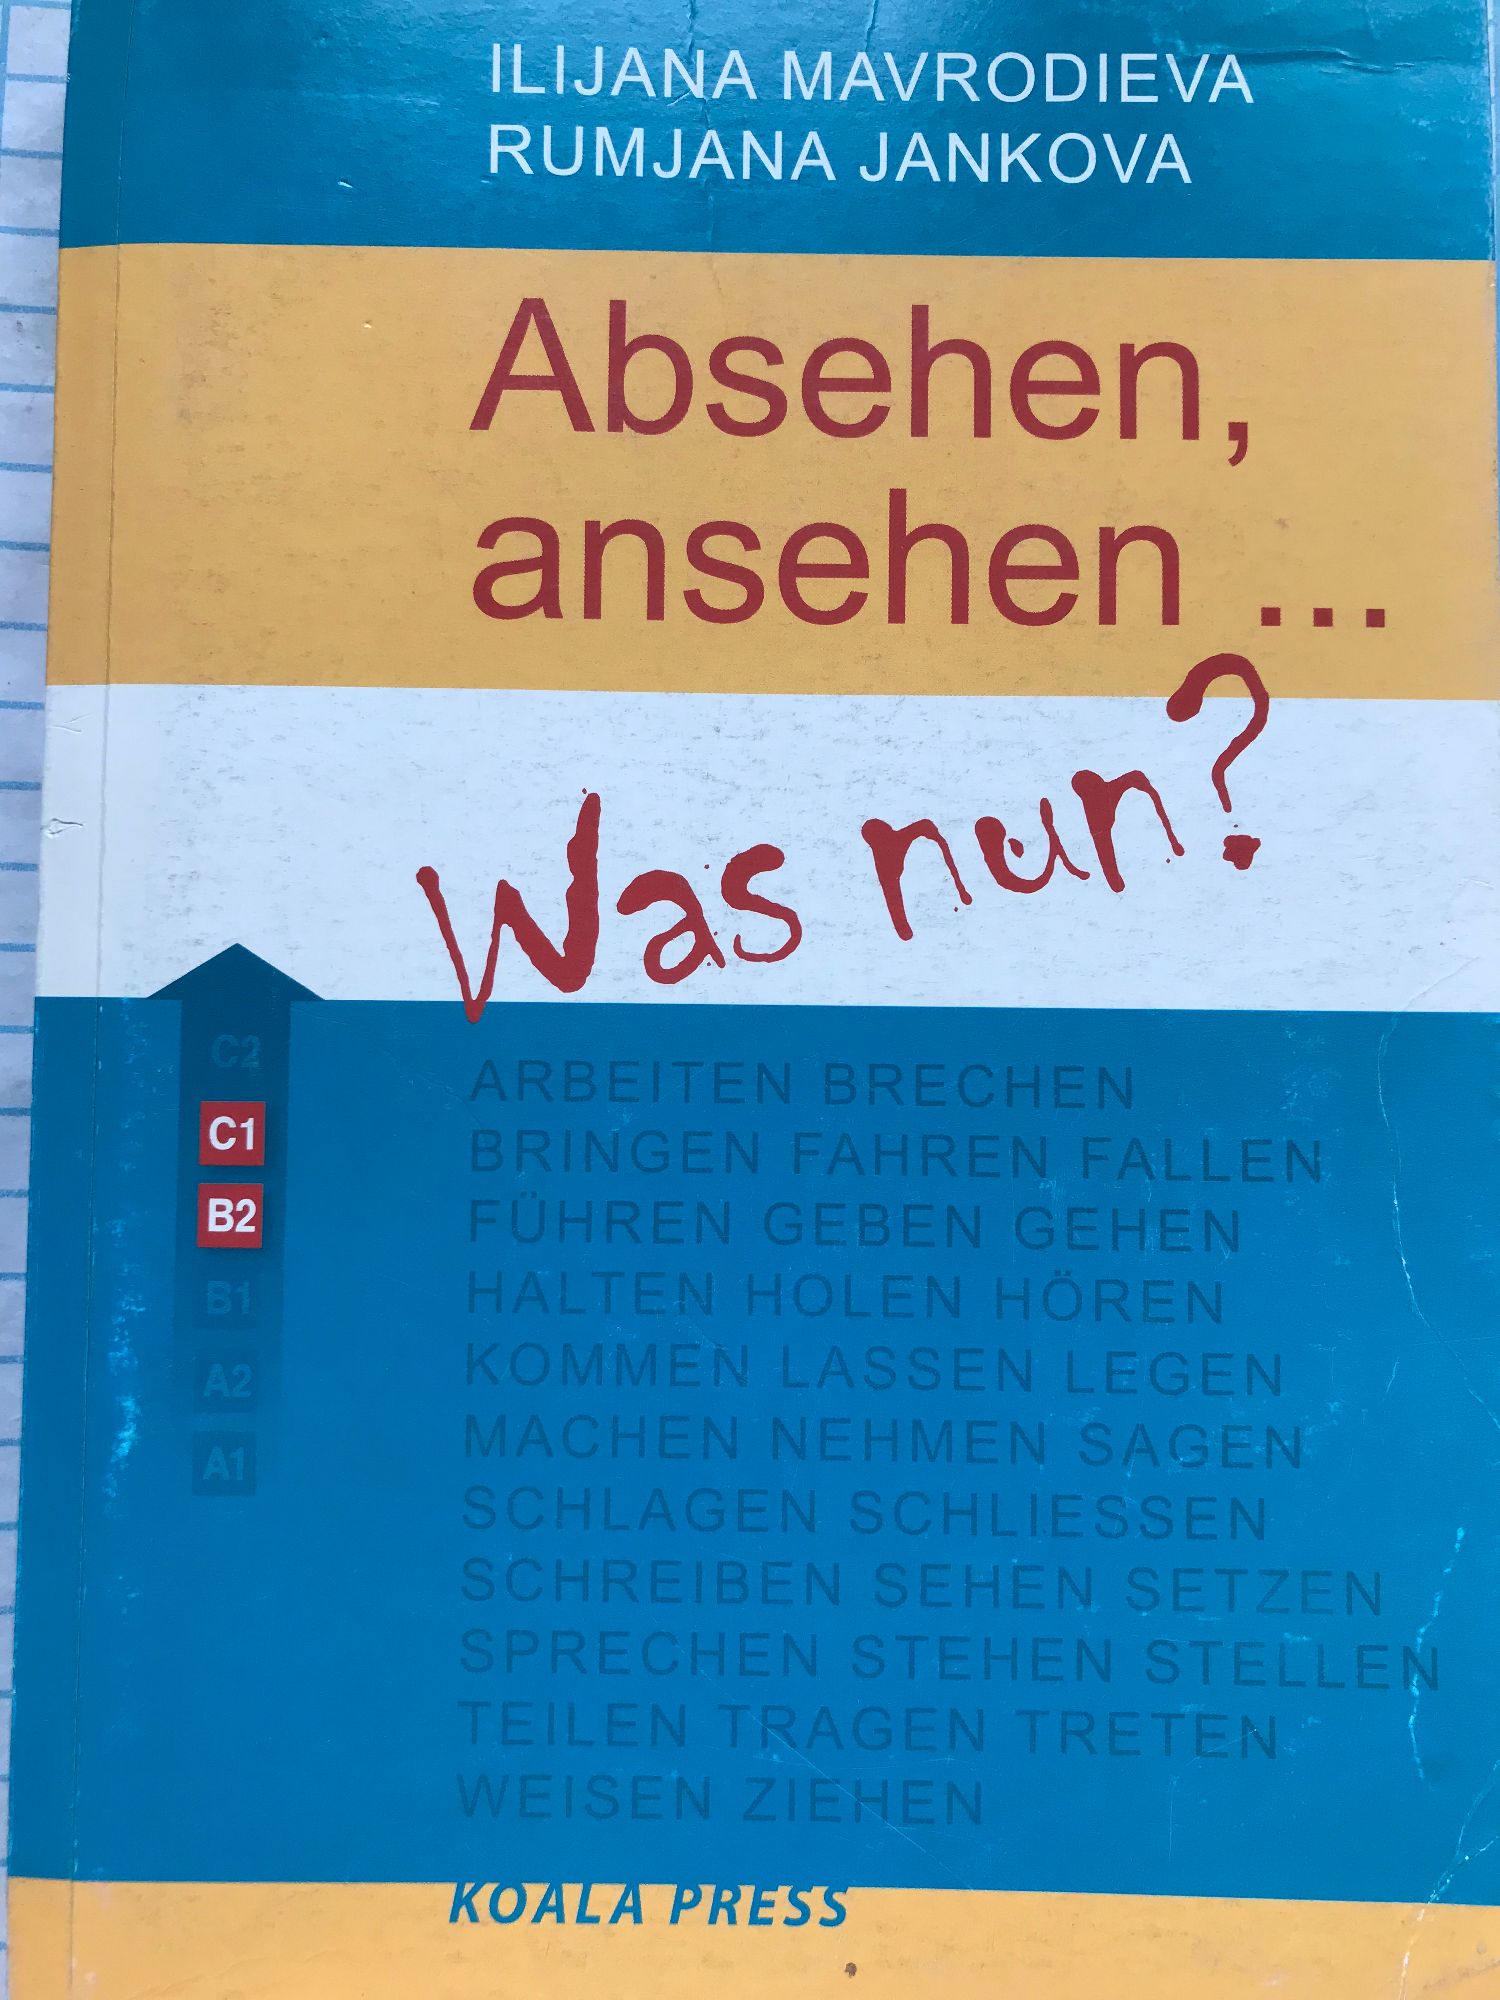 ILIJANA MAVRODIEVA
RUMJANA JANKOVA
Absehen,
ansehen ...
Was nun?
C2
C1
B2
B1
A2
A1
ARBEITEN BRECHEN
BRINGEN FAHREN FALLEN
FÜHREN GEBEN GEHEN
HALTEN HOLEN HÖREN
KOMMEN LASSEN LEGEN
MACHEN NEHMEN SAGEN
SCHLAGEN SCHLIESSEN
SCHREIBEN SEHEN SETZEN
SPRECHEN STEHEN STELLEN
TEILEN TRAGEN TRETEN
WEISEN ZIEHEN
KOALA PRESS